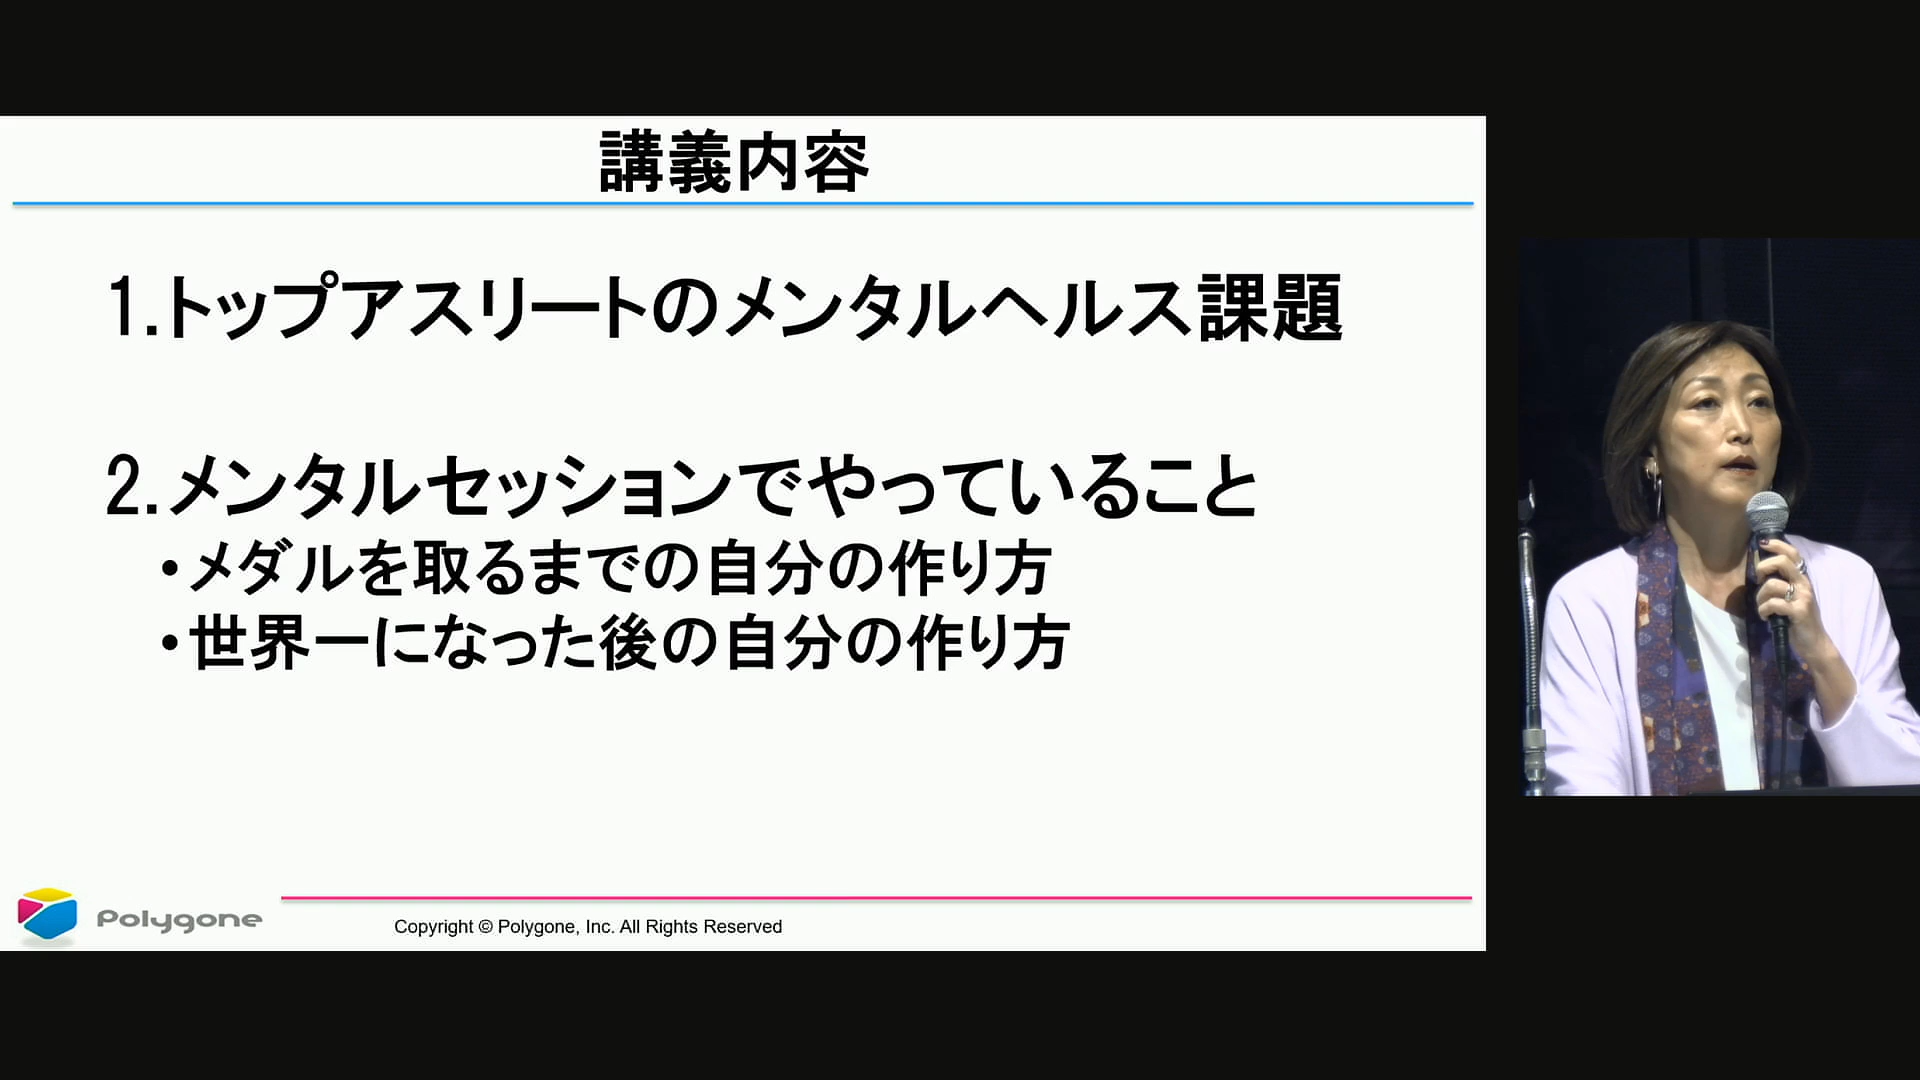 講義内容
1.トップアスリートのメンタルヘルス課題
2.メンタルセッションでやっていること
・メダルを取るまでの自分の作り方
・世界一になった後の自分の作り方
Polygone
Copyright © Polygone, Inc. All Rights Reserved